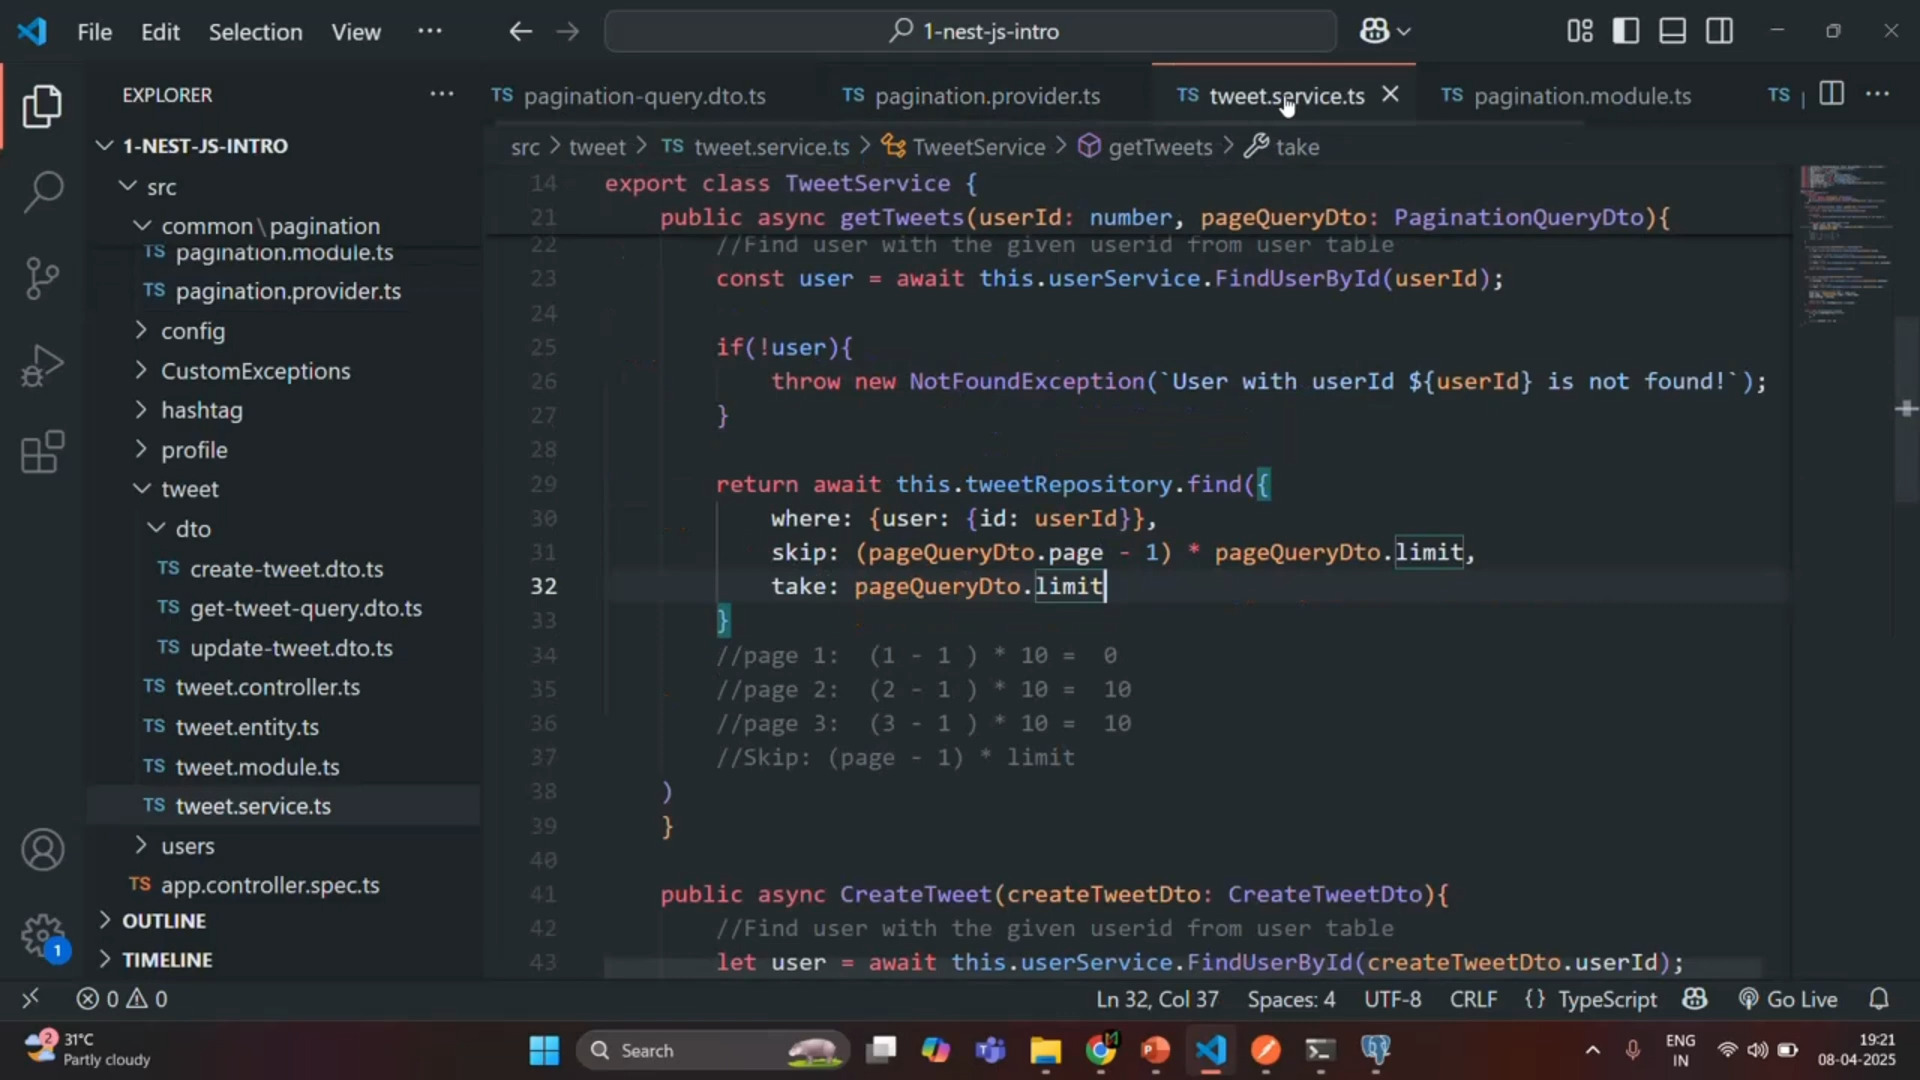 File Edit Selection View ··· 1-nest-js-intro
EXPLORER ···
TS pagination-query.dto.ts TS pagination.provider.ts TS tweet.service.ts TS pagination.module.ts TS ···
src > tweet > TS tweet.service.ts > TweetService > getTweets > take
1-NEST-JS-INTRO
src
common\pagination
TS pagination.module.ts
TS pagination.provider.ts
config
CustomExceptions
hashtag
profile
tweet
dto
TS create-tweet.dto.ts
TS get-tweet-query.dto.ts
TS update-tweet.dto.ts
TS tweet.controller.ts
TS tweet.entity.ts
TS tweet.module.ts
TS tweet.service.ts
users
TS app.controller.spec.ts
OUTLINE
TIMELINE
14 export class TweetService {
21 public async getTweets(userId: number, pageQueryDto: PaginationQueryDto){
22 //Find user with the given userid from user table
23 const user = await this.userService.FindUserById(userId);
24
25 if(!user){
26 throw new NotFoundException(`User with userId ${userId} is not found!`);
27 }
28
29 return await this.tweetRepository.find({
30 where: {user: {id: userId}},
31 skip: (pageQueryDto.page - 1) * pageQueryDto.limit,
32 take: pageQueryDto.limit
33 }
34 //page 1: (1 - 1 ) * 10 = 0
35 //page 2: (2 - 1 ) * 10 = 10
36 //page 3: (3 - 1 ) * 10 = 10
37 //Skip: (page - 1) * limit
38 )
39 }
40
41 public async CreateTweet(createTweetDto: CreateTweetDto){
42 //Find user with the given userid from user table
43 let user = await this.userService.FindUserById(createTweetDto.userId);
1
0 0 Ln 32, Col 37 Spaces: 4 UTF-8 CRLF {} TypeScript Go Live
2 31°C
Partly cloudy
Search
ENG
IN
19:21
08-04-2025